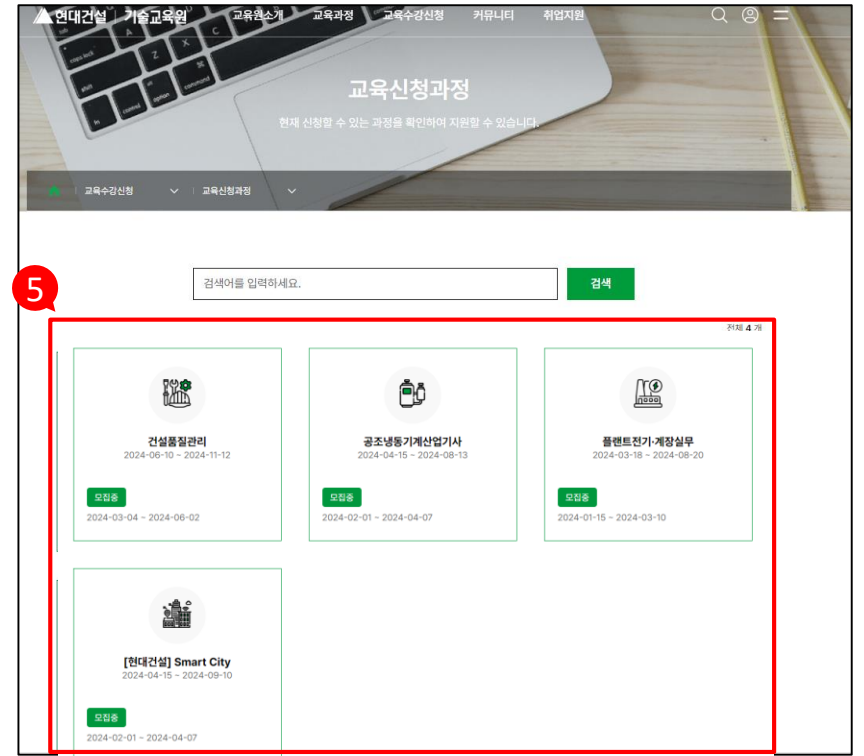 현대건설 기술교육원 교육원소개 교육과정 교육수강신청 커뮤니티 취업지원
교육신청과정
현재 신청할 수 있는 과정을 확인하여 지원할 수 있습니다.
교육수강신청 교육신청과정
5
검색어를 입력하세요. 검색
전체 4 개
건설품질관리
2024-06-10 ~ 2024-11-12
모집중
2024-03-04 ~ 2024-06-02
공조냉동기계산업기사
2024-04-15 ~ 2024-08-13
모집중
2024-02-01 ~ 2024-04-07
플랜트전기·계장실무
2024-03-18 ~ 2024-08-20
모집중
2024-01-15 ~ 2024-03-10
[현대건설] Smart City
2024-04-15 ~ 2024-09-10
모집중
2024-02-01 ~ 2024-04-07